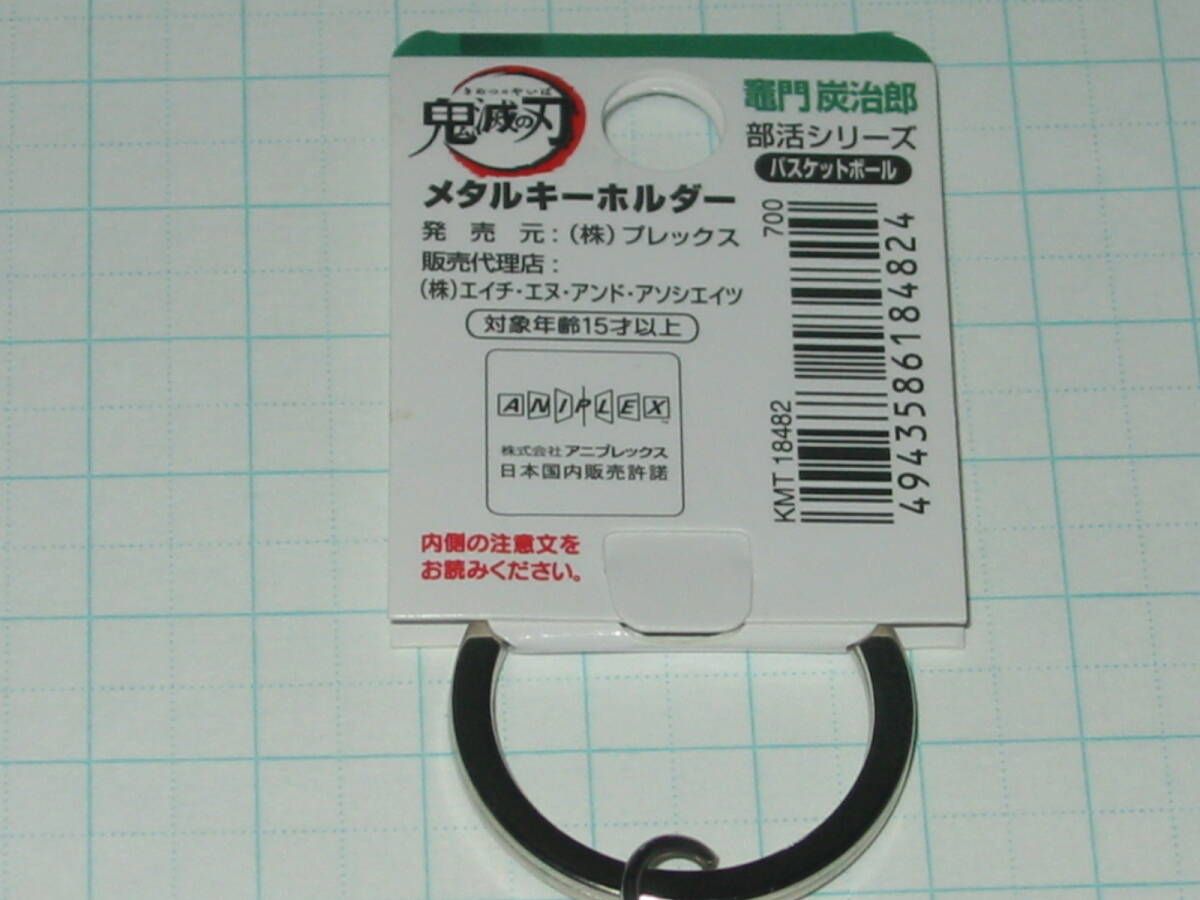 きめつのやいば
鬼滅の刃
メタルキーホルダー
発売元：（株）プレックス
販売代理店：
（株）エイチ・エヌ・アンド・アソシエイツ
対象年齢15才以上
ANIPLEX
株式会社アニプレックス
日本国内販売許諾
内側の注意文を
お読みください。
竈門 炭治郎
部活シリーズ
バスケットボール
700
KMT 18482
4943586184824